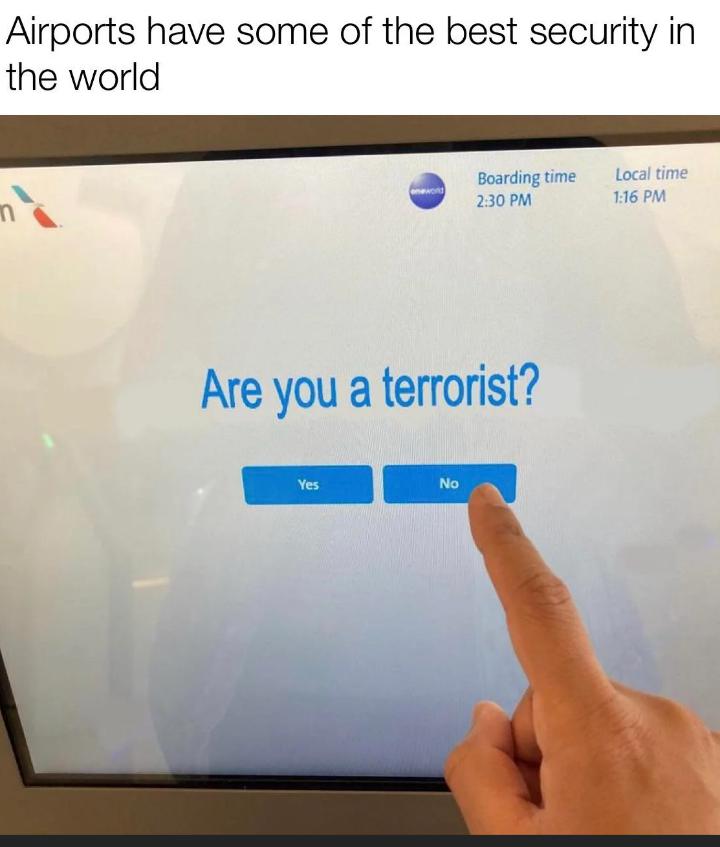 Airports have some of the best security in
the world
n
oneworld
Boarding time
2:30 PM
Local time
1:16 PM
Are you a terrorist?
Yes
No